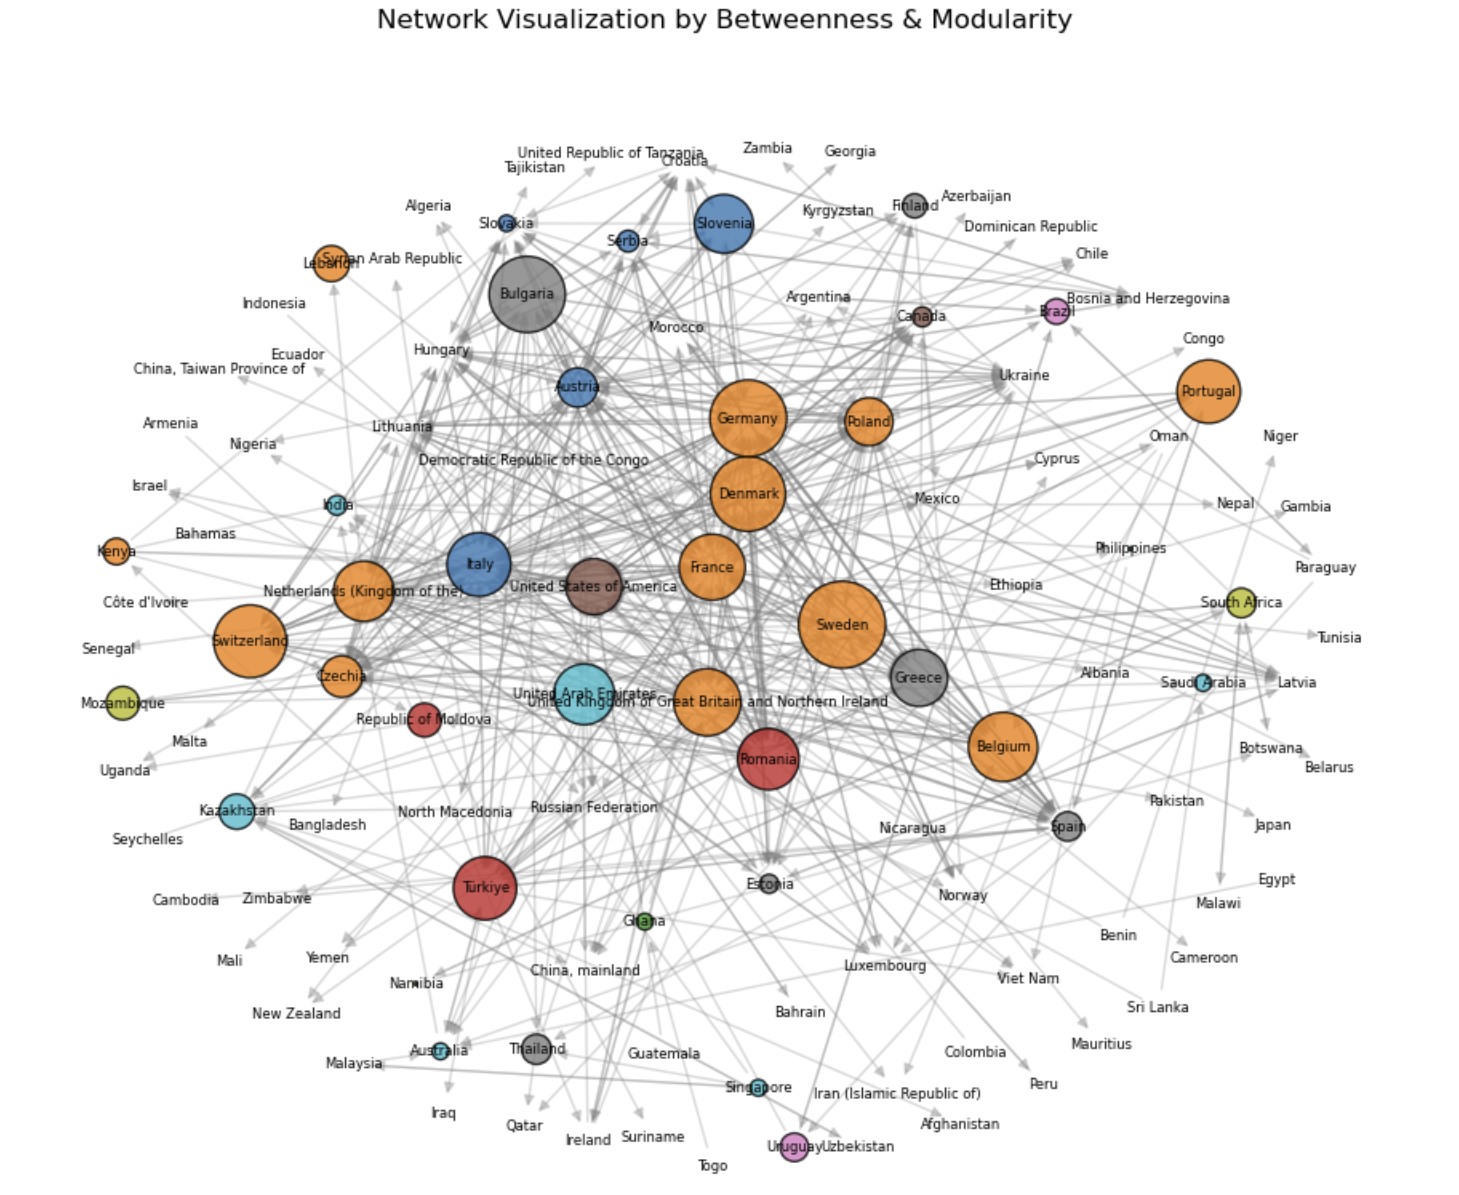 Network Visualization by Betweenness & Modularity
Zambia
Georgia
United Republic of Tanzania
Croatia
Tajikistan
Algeria
Slovakia
Serbia
Slovenia
Kyrgyzstan
Finland
Azerbaijan
Dominican Republic
Chile
Lebanon
Syrian Arab Republic
Bulgaria
Indonesia
Argentina
Canada
Brazil
Bosnia and Herzegovina
Morocco
Congo
Hungary
Ecuador
China, Taiwan Province of
Austria
Ukraine
Portugal
Armenia
Lithuania
Germany
Poland
Nigeria
Oman
Niger
Democratic Republic of the Congo
Cyprus
Israel
India
Denmark
Mexico
Nepal
Gambia
Bahamas
Kenya
Italy
France
Philippines
Paraguay
Netherlands (Kingdom of the)
United States of America
Ethiopia
Côte d'Ivoire
South Africa
Senegal
Switzerland
Sweden
Tunisia
Czechia
Greece
Albania
Saudi Arabia
Latvia
Mozambique
United Arab Emirates
United Kingdom of Great Britain and Northern Ireland
Republic of Moldova
Malta
Romania
Belgium
Botswana
Uganda
Belarus
Kazakhstan
North Macedonia
Russian Federation
Pakistan
Seychelles
Bangladesh
Nicaragua
Spain
Japan
Cambodia
Zimbabwe
Türkiye
Estonia
Norway
Egypt
Malawi
Mali
Yemen
Ghana
Benin
Cameroon
Namibia
China, mainland
Luxembourg
Viet Nam
New Zealand
Bahrain
Sri Lanka
Malaysia
Australia
Thailand
Guatemala
Colombia
Mauritius
Singapore
Iran (Islamic Republic of)
Peru
Iraq
Qatar
Ireland
Suriname
Afghanistan
Uruguay
Uzbekistan
Togo